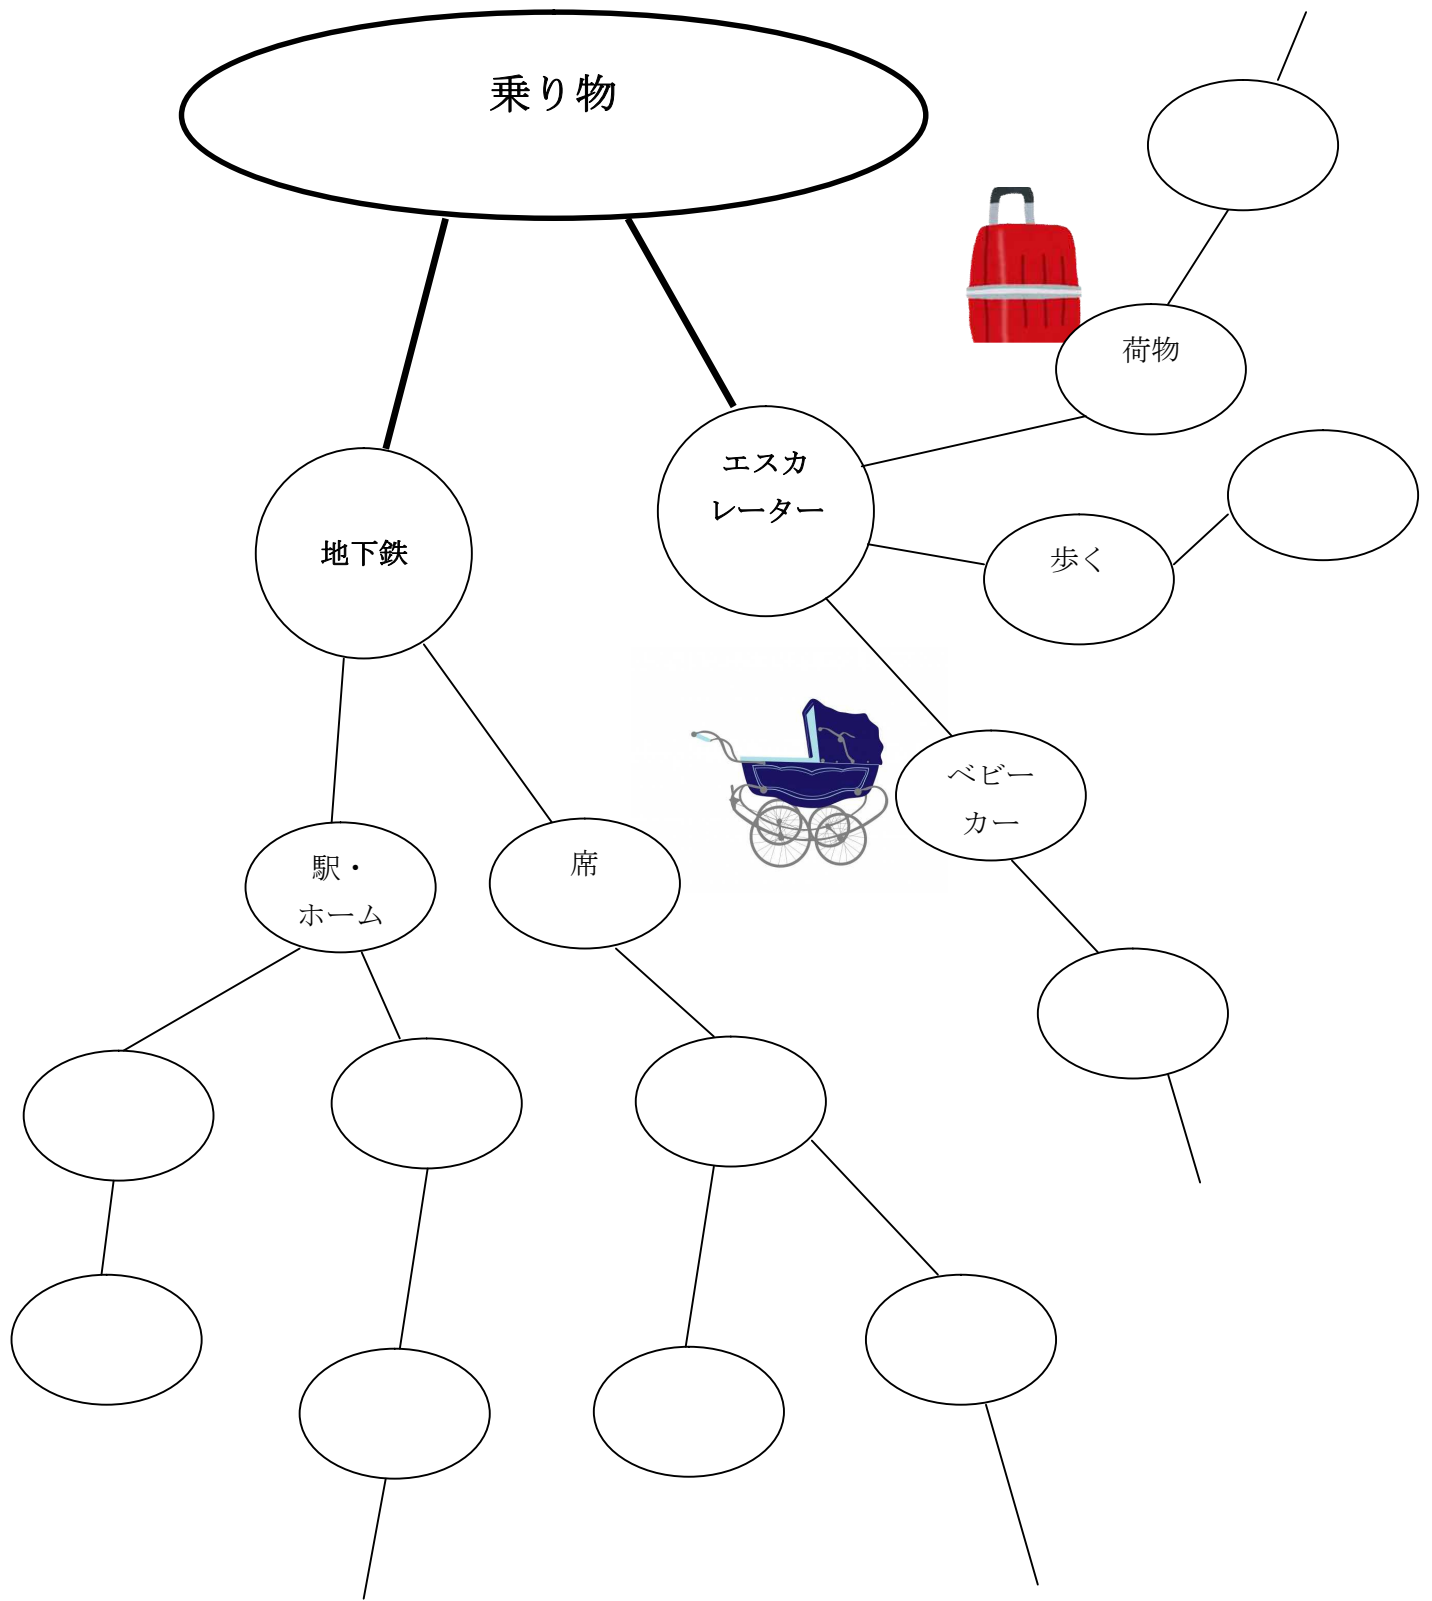 乗り物
荷物
エスカ
レーター
歩く
地下鉄
ベビー
カー
駅・
ホーム
席